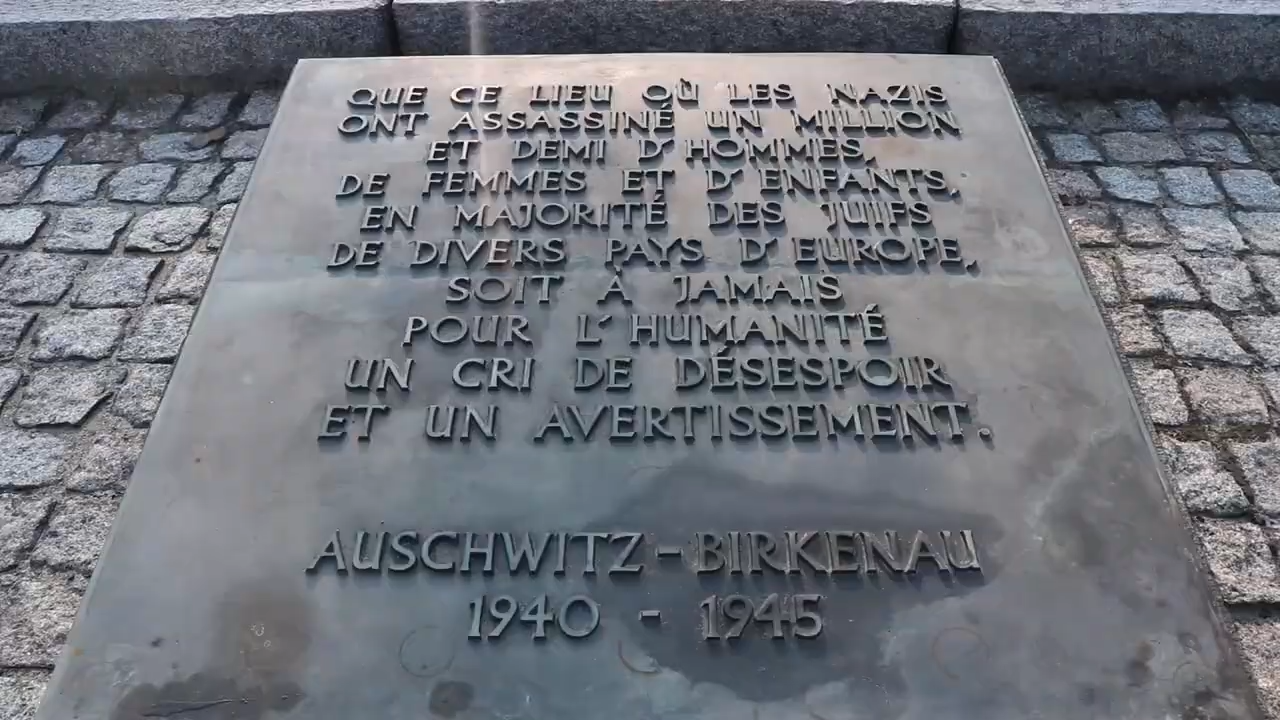 QUE CE LIEU OÙ LES NAZIS
ONT ASSASSINÉ UN MILLION
ET DEMI D'HOMMES,
DE FEMMES ET D'ENFANTS,
EN MAJORITÉ DES JUIFS
DE DIVERS PAYS D'EUROPE,
SOIT À JAMAIS
POUR L'HUMANITÉ
UN CRI DE DÉSESPOIR
ET UN AVERTISSEMENT.
AUSCHWITZ-BIRKENAU
1940 - 1945